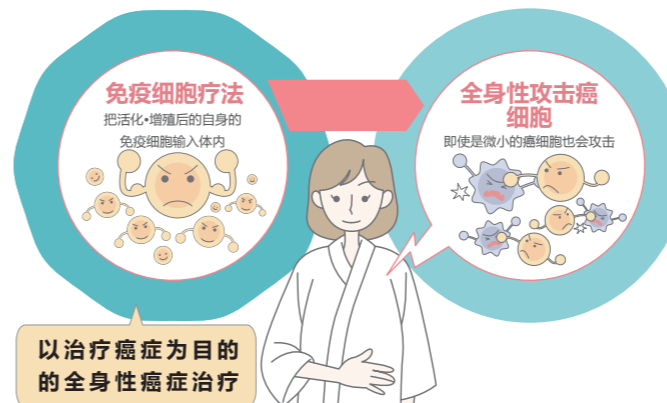 免疫细胞疗法
把活化•增殖后的自身的
免疫细胞输入体内
全身性攻击癌
细胞
即使是微小的癌细胞也会攻击
以治疗癌症为目的
的全身性癌症治疗